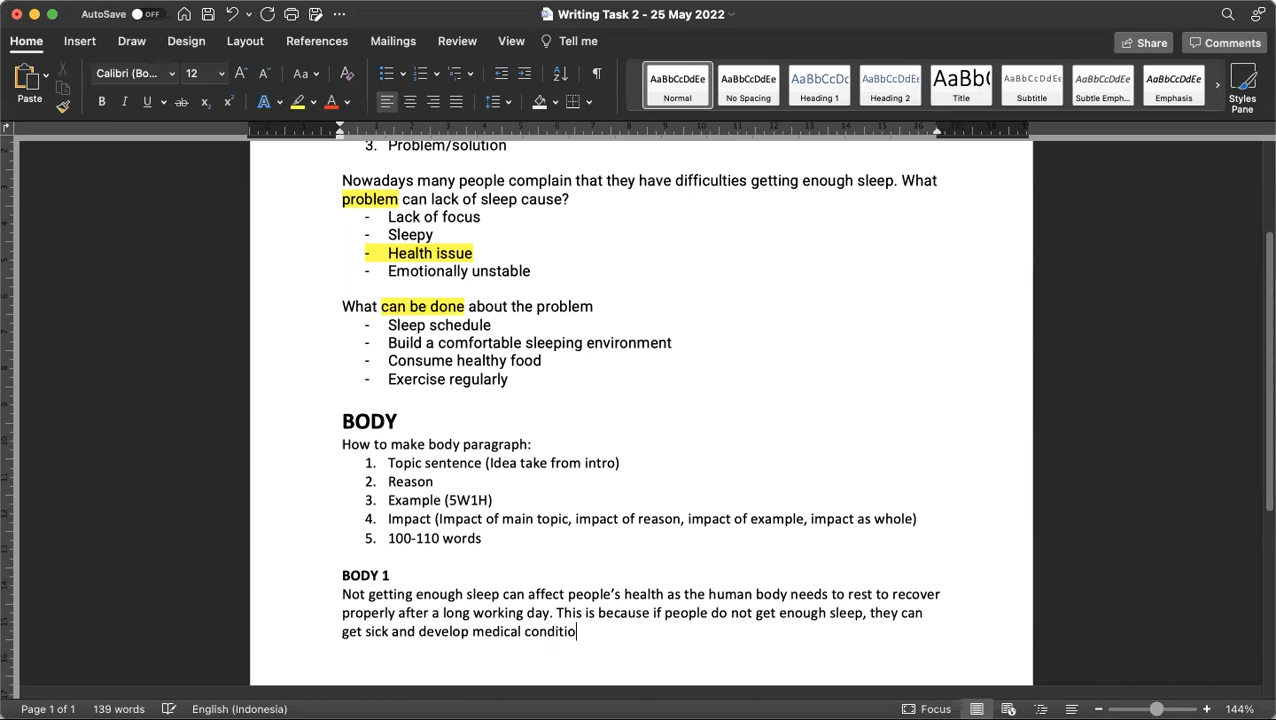 AutoSave OFF
Writing Task 2 - 25 May 2022
Home Insert Draw Design Layout References Mailings Review View Tell me
Share Comments
Paste
Calibri (Bo... 12
AaBbCcDdEe AaBbCcDdEe AaBbCcDc AaBbCcDdEe AaBb AaBbCcDdEe AaBbCcDdEe AaBbCcDdEe
Normal No Spacing Heading 1 Heading 2 Title Subtitle Subtle Emph... Emphasis
Styles
Pane
3. Problem/solution
Nowadays many people complain that they have difficulties getting enough sleep. What
problem can lack of sleep cause?
- Lack of focus
- Sleepy
- Health issue
- Emotionally unstable
What can be done about the problem
- Sleep schedule
- Build a comfortable sleeping environment
- Consume healthy food
- Exercise regularly
BODY
How to make body paragraph:
1. Topic sentence (Idea take from intro)
2. Reason
3. Example (5W1H)
4. Impact (Impact of main topic, impact of reason, impact of example, impact as whole)
5. 100-110 words
BODY 1
Not getting enough sleep can affect people's health as the human body needs to rest to recover
properly after a long working day. This is because if people do not get enough sleep, they can
get sick and develop medical conditio
Page 1 of 1 139 words English (Indonesia) Focus 144%